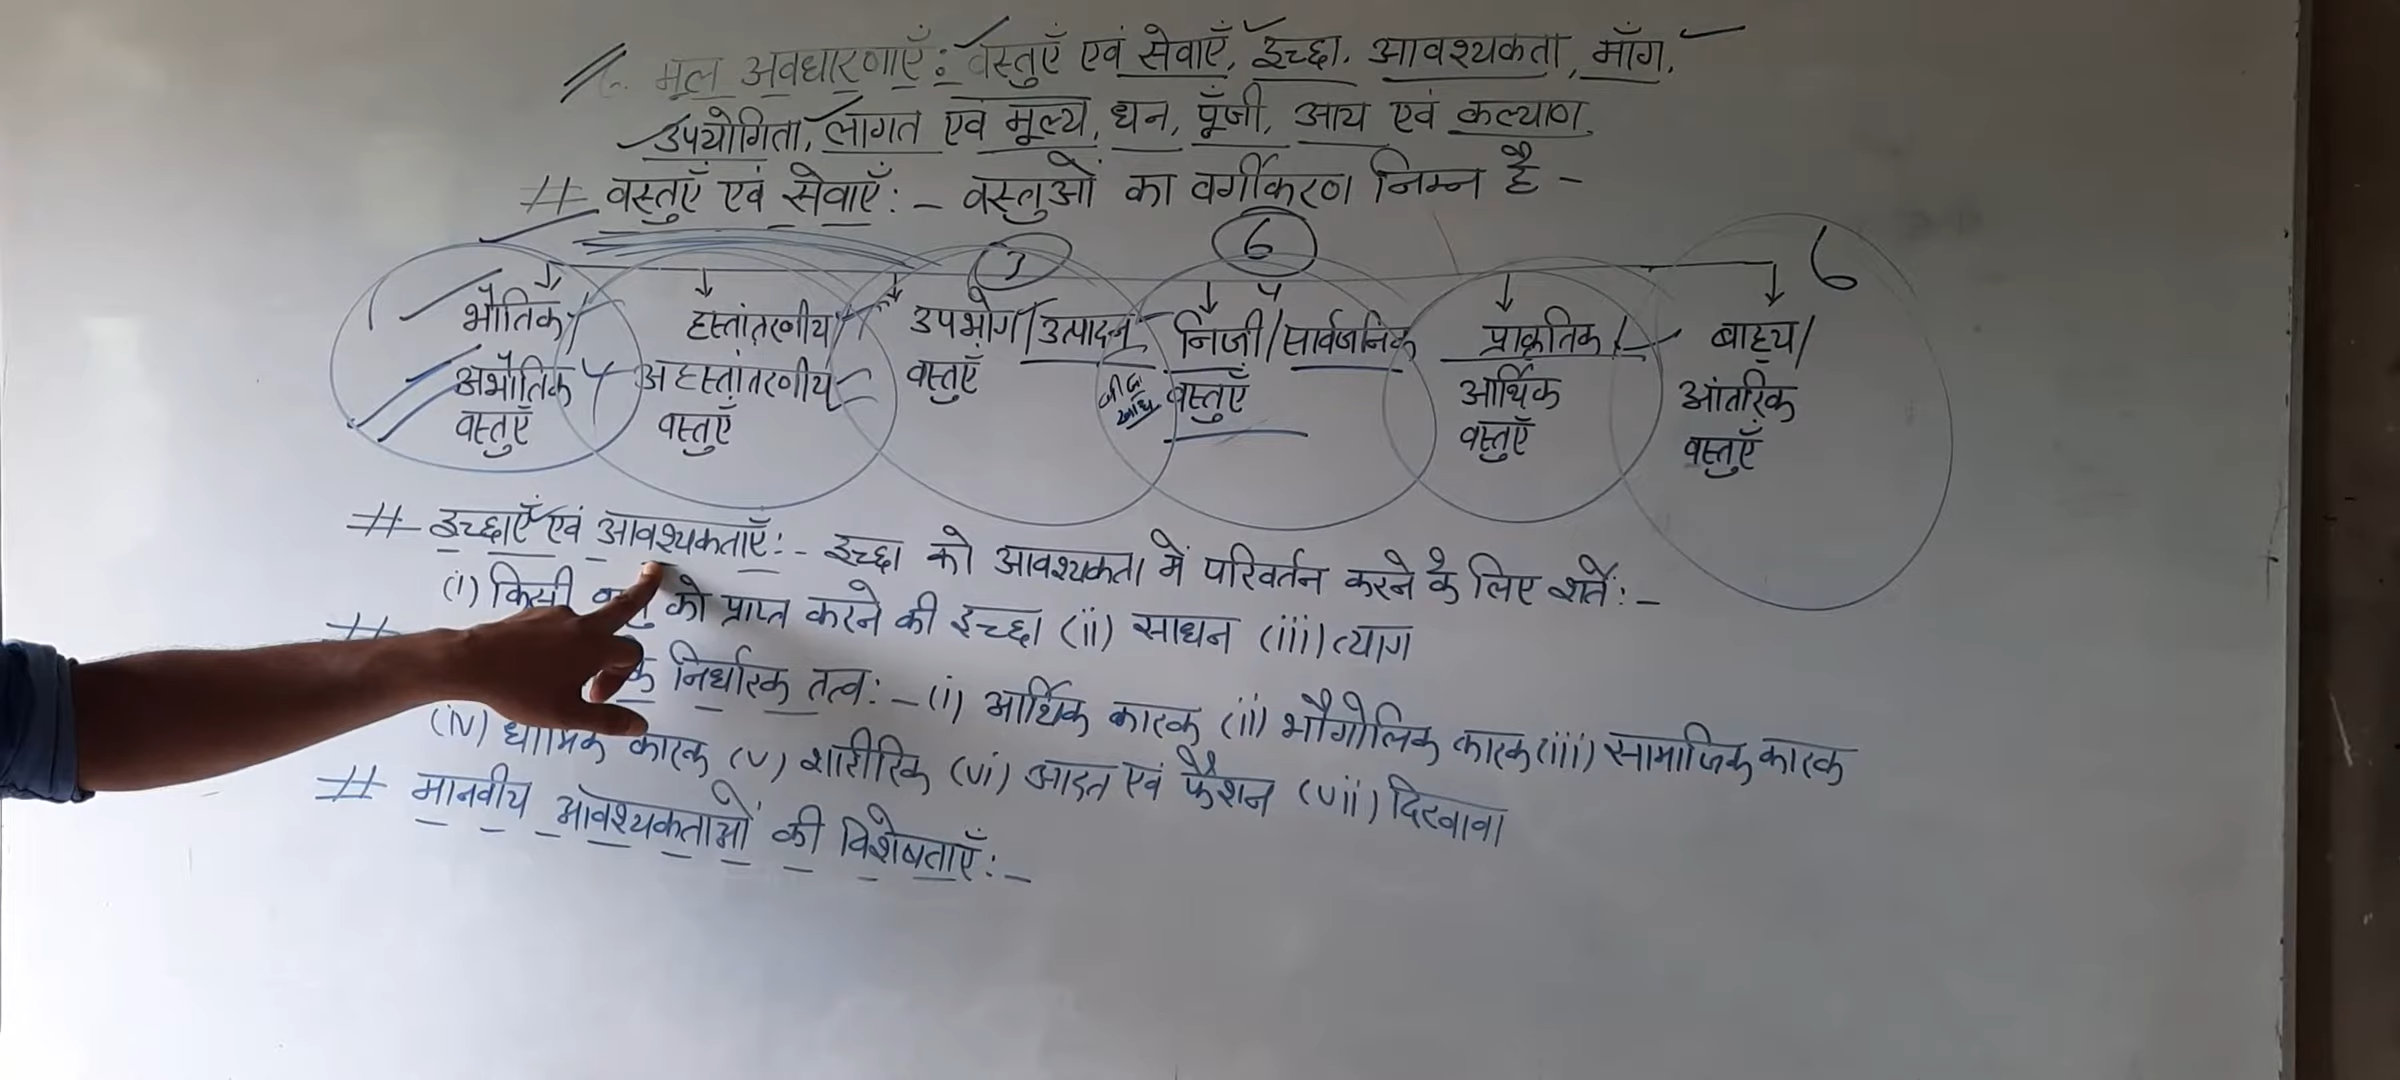 मूल अवधारणाएँ: वस्तुएँ एवं सेवाएँ, इच्छा, आवश्यकता, माँग,
उपयोगिता, लागत एवं मूल्य, धन, पूँजी, आय एवं कल्याण
# वस्तुएँ एवं सेवाएँ:- वस्तुओं का वर्गीकरण निम्न है -
6
6
भौतिक/ हस्तांतरणीय/ उपभोग/उत्पादन निजी/सार्वजनिक प्राकृतिक/ बाह्य/
अभौतिक अहस्तांतरणीय वस्तुएँ वस्तुएँ आर्थिक आंतरिक
वस्तुएँ वस्तुएँ वस्तुएँ वस्तुएँ
# इच्छाएँ एवं आवश्यकताएँ:- इच्छा को आवश्यकता में परिवर्तन करने के लिए शर्तें:-
(i) किसी को प्राप्त करने की इच्छा (ii) साधन (iii) त्याग
# के निर्धारक तत्व:- (i) आर्थिक कारक (ii) भौगोलिक कारक (iii) सामाजिक कारक
(iv) धार्मिक कारक (v) शारीरिक (vi) आदत एवं फैशन (vii) दिखावा
# मानवीय आवश्यकताओं की विशेषताएँ:-